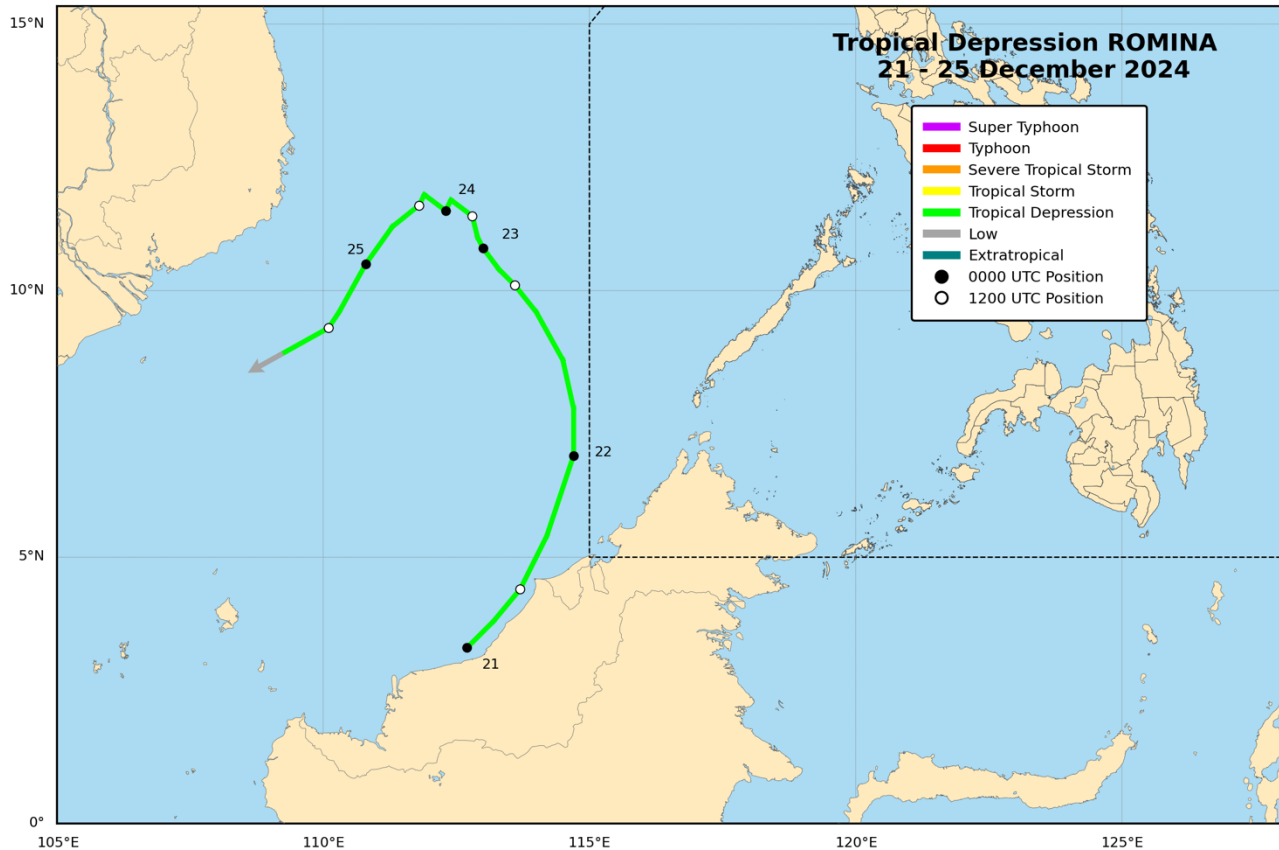 Tropical Depression ROMINA
21 - 25 December 2024
Super Typhoon
Typhoon
Severe Tropical Storm
Tropical Storm
Tropical Depression
Low
Extratropical
0000 UTC Position
1200 UTC Position
15°N
10°N
5°N
0°
24
23
25
22
21
105°E
110°E
115°E
120°E
125°E